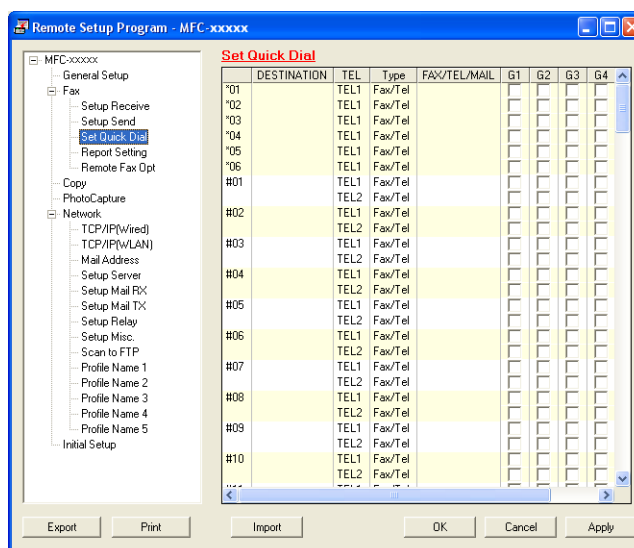 Remote Setup Program - MFC-xxxxx
MFC-xxxxx
General Setup
Fax
Setup Receive
Setup Send
Set Quick Dial
Report Setting
Remote Fax Opt
Copy
PhotoCapture
Network
TCP/IP(Wired)
TCP/IP(WLAN)
Mail Address
Setup Server
Setup Mail RX
Setup Mail TX
Setup Relay
Setup Misc.
Scan to FTP
Profile Name 1
Profile Name 2
Profile Name 3
Profile Name 4
Profile Name 5
Initial Setup
Set Quick Dial
DESTINATION TEL Type FAX/TEL/MAIL G1 G2 G3 G4
*01 TEL1 Fax/Tel
*02 TEL1 Fax/Tel
*03 TEL1 Fax/Tel
*04 TEL1 Fax/Tel
*05 TEL1 Fax/Tel
*06 TEL1 Fax/Tel
#01 TEL1 Fax/Tel
TEL2 Fax/Tel
#02 TEL1 Fax/Tel
TEL2 Fax/Tel
#03 TEL1 Fax/Tel
TEL2 Fax/Tel
#04 TEL1 Fax/Tel
TEL2 Fax/Tel
#05 TEL1 Fax/Tel
TEL2 Fax/Tel
#06 TEL1 Fax/Tel
TEL2 Fax/Tel
#07 TEL1 Fax/Tel
TEL2 Fax/Tel
#08 TEL1 Fax/Tel
TEL2 Fax/Tel
#09 TEL1 Fax/Tel
TEL2 Fax/Tel
#10 TEL1 Fax/Tel
TEL2 Fax/Tel
Export Print Import OK Cancel Apply